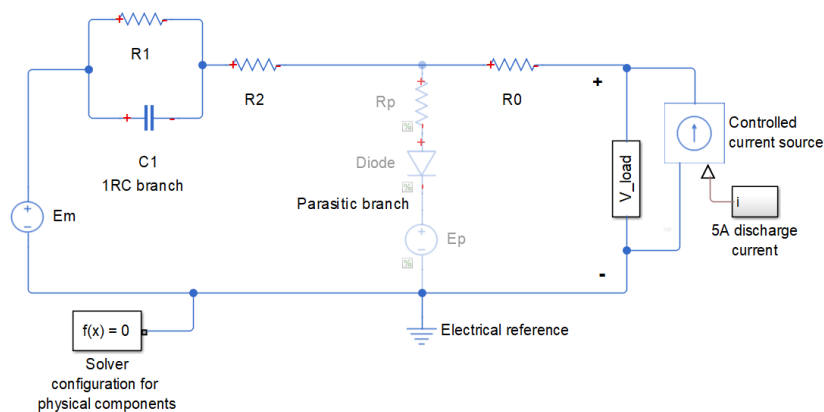 R1
R2
R0
+
Rp
C1
1RC branch
Diode
Controlled
current source
V_load
Parasitic branch
i
Em
Ep
5A discharge
current
-
f(x) = 0
Electrical reference
Solver
configuration for
physical components